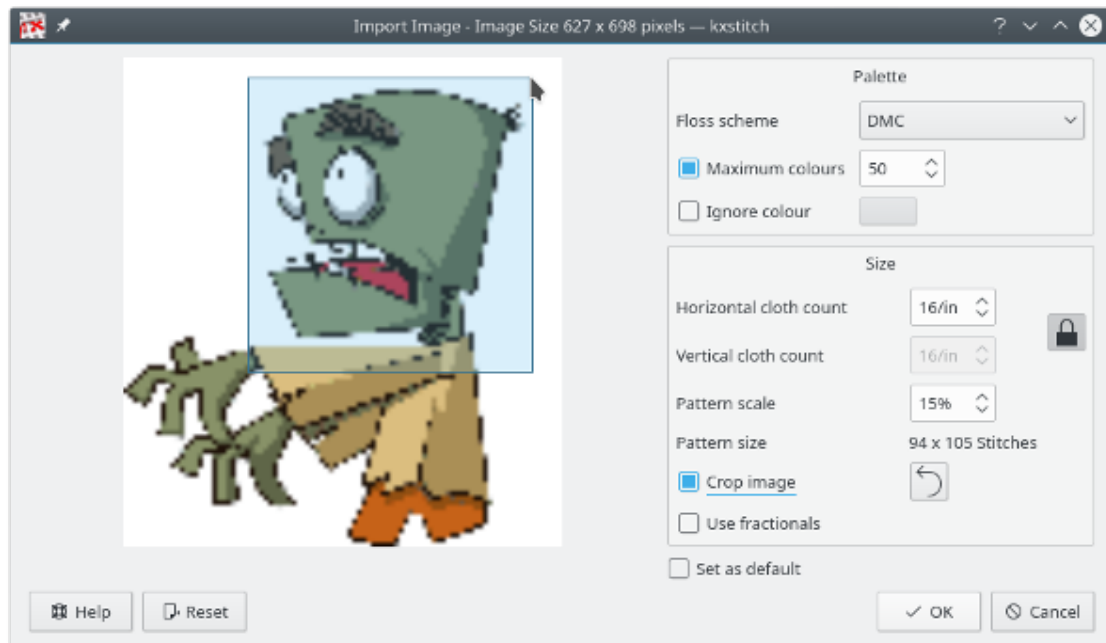 Import Image - Image Size 627 x 698 pixels — kxstitch
Palette
Floss scheme DMC
Maximum colours 50
Ignore colour
Size
Horizontal cloth count 16/in
Vertical cloth count 16/in
Pattern scale 15%
Pattern size 94 x 105 Stitches
Crop image
Use fractionals
Set as default
Help Reset OK Cancel